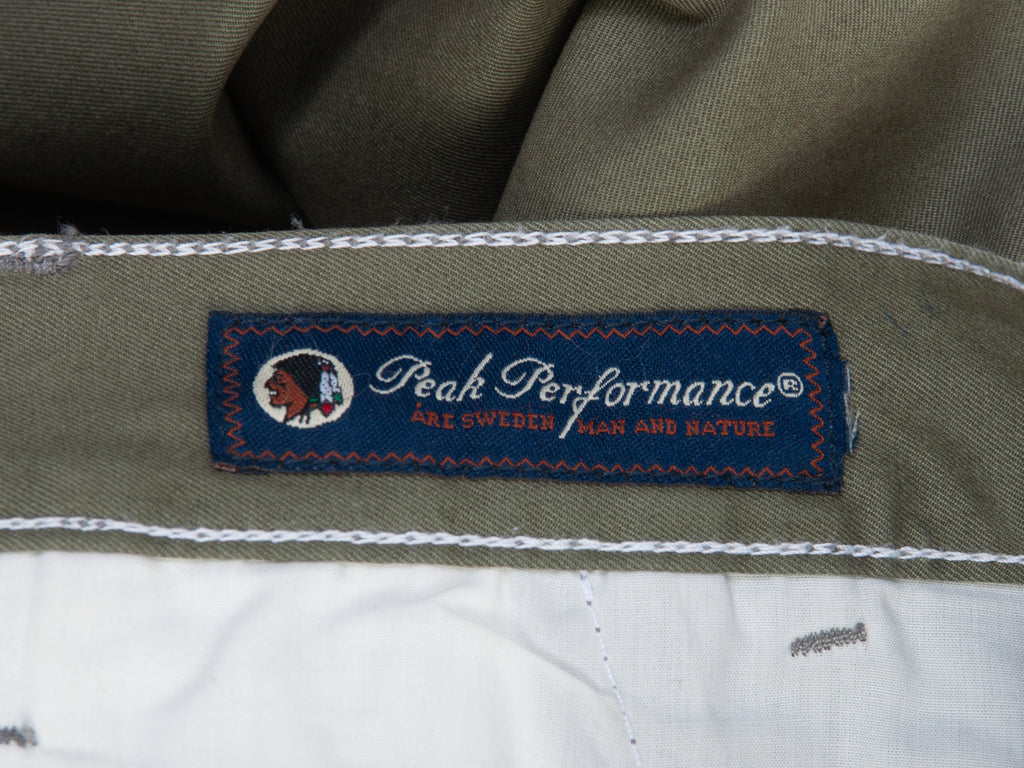 Peak Performance®
ÅRE SWEDEN MAN AND NATURE